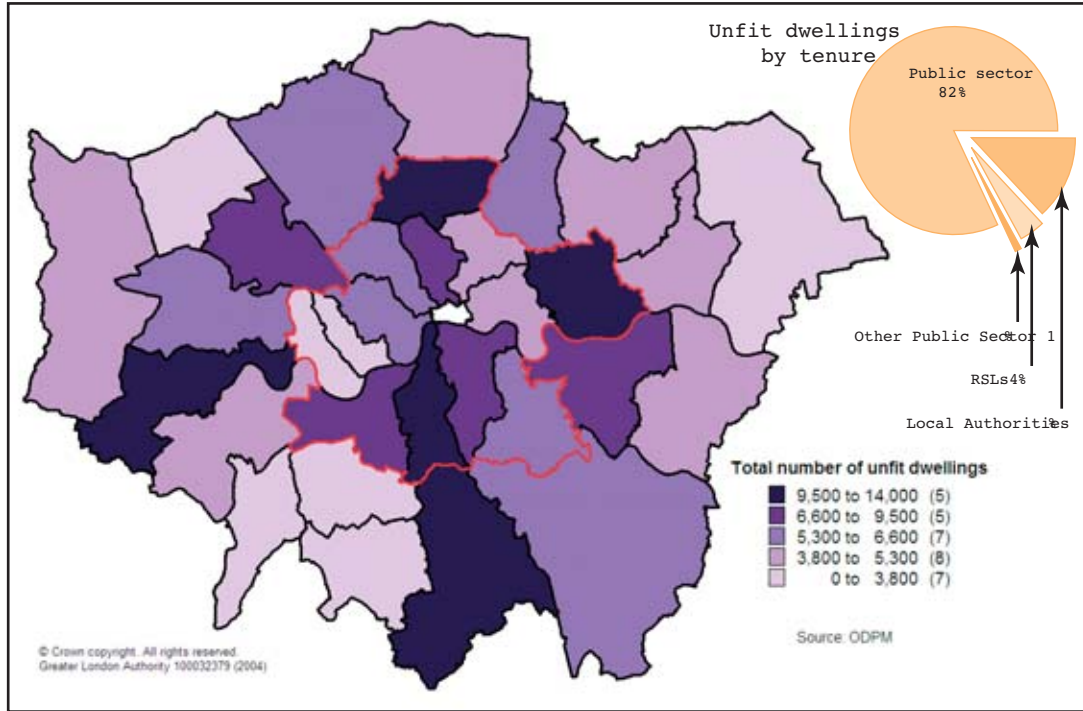 Unfit dwellings
by tenure
Public sector
82%
Other Public Sector 1
%
RSLs4%
Local Authorities
%
Total number of unfit dwellings
9,500 to 14,000 (5)
6,600 to 9,500 (5)
5,300 to 6,600 (7)
3,800 to 5,300 (8)
0 to 3,800 (7)
Source: ODPM
© Crown copyright. All rights reserved.
Greater London Authority 100032379 (2004)